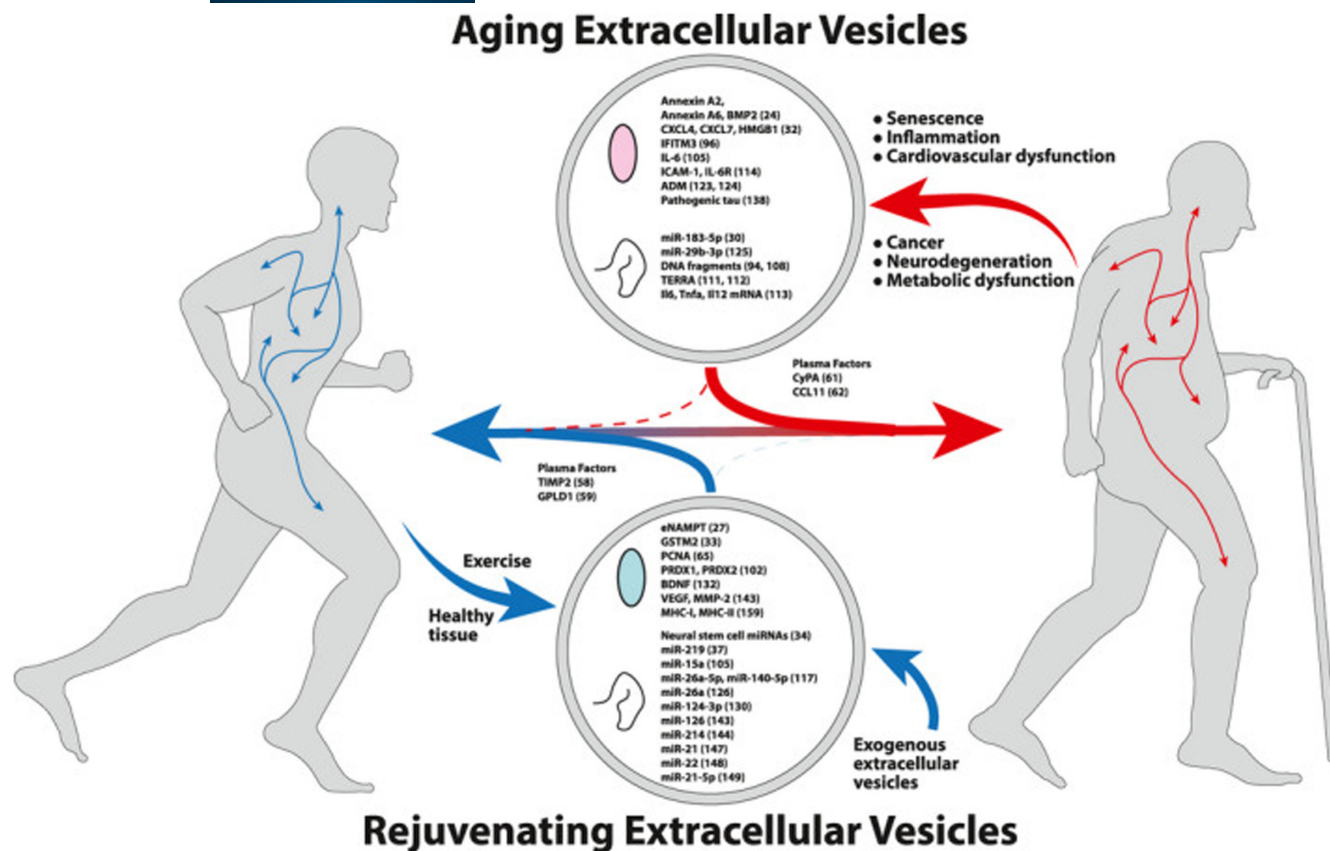 Aging Extracellular Vesicles
Annexin A2,
Annexin A6, BMP2 (24)
CXCL4, CXCL7, HMGB1 (32)
IFITM3 (96)
IL-6 (105)
ICAM-1, IL-6R (114)
ADM (123, 124)
Pathogenic tau (138)
miR-183-5p (30)
miR-29b-3p (125)
DNA fragments (94, 108)
TERRA (111, 112)
Il6, Tnfa, Il12 mRNA (113)
• Senescence
• Inflammation
• Cardiovascular dysfunction
• Cancer
• Neurodegeneration
• Metabolic dysfunction
Plasma Factors
CyPA (61)
CCL11 (62)
Plasma Factors
TIMP2 (58)
GPLD1 (59)
Exercise
Healthy
tissue
eNAMPT (27)
GSTM2 (33)
PCNA (65)
PRDX1, PRDX2 (102)
BDNF (132)
VEGF, MMP-2 (143)
MHC-I, MHC-II (159)
Neural stem cell miRNAs (34)
miR-219 (37)
miR-15a (105)
miR-26a-5p, miR-140-5p (117)
miR-26a (126)
miR-124-3p (130)
miR-126 (143)
miR-214 (144)
miR-21 (147)
miR-22 (148)
miR-21-5p (149)
Exogenous
extracellular
vesicles
Rejuvenating Extracellular Vesicles